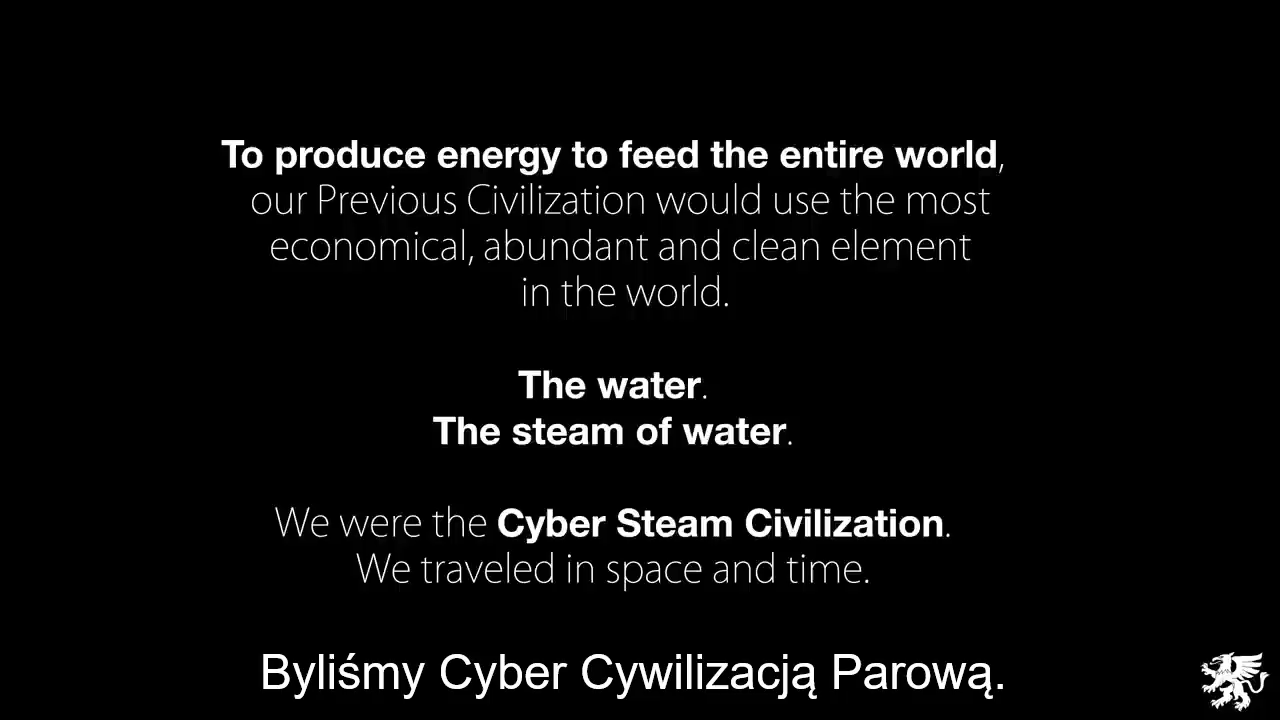 To produce energy to feed the entire world,
our Previous Civilization would use the most
economical, abundant and clean element
in the world.
The water.
The steam of water.
We were the Cyber Steam Civilization.
We traveled in space and time.
Byliśmy Cyber Cywilizacją Parową.